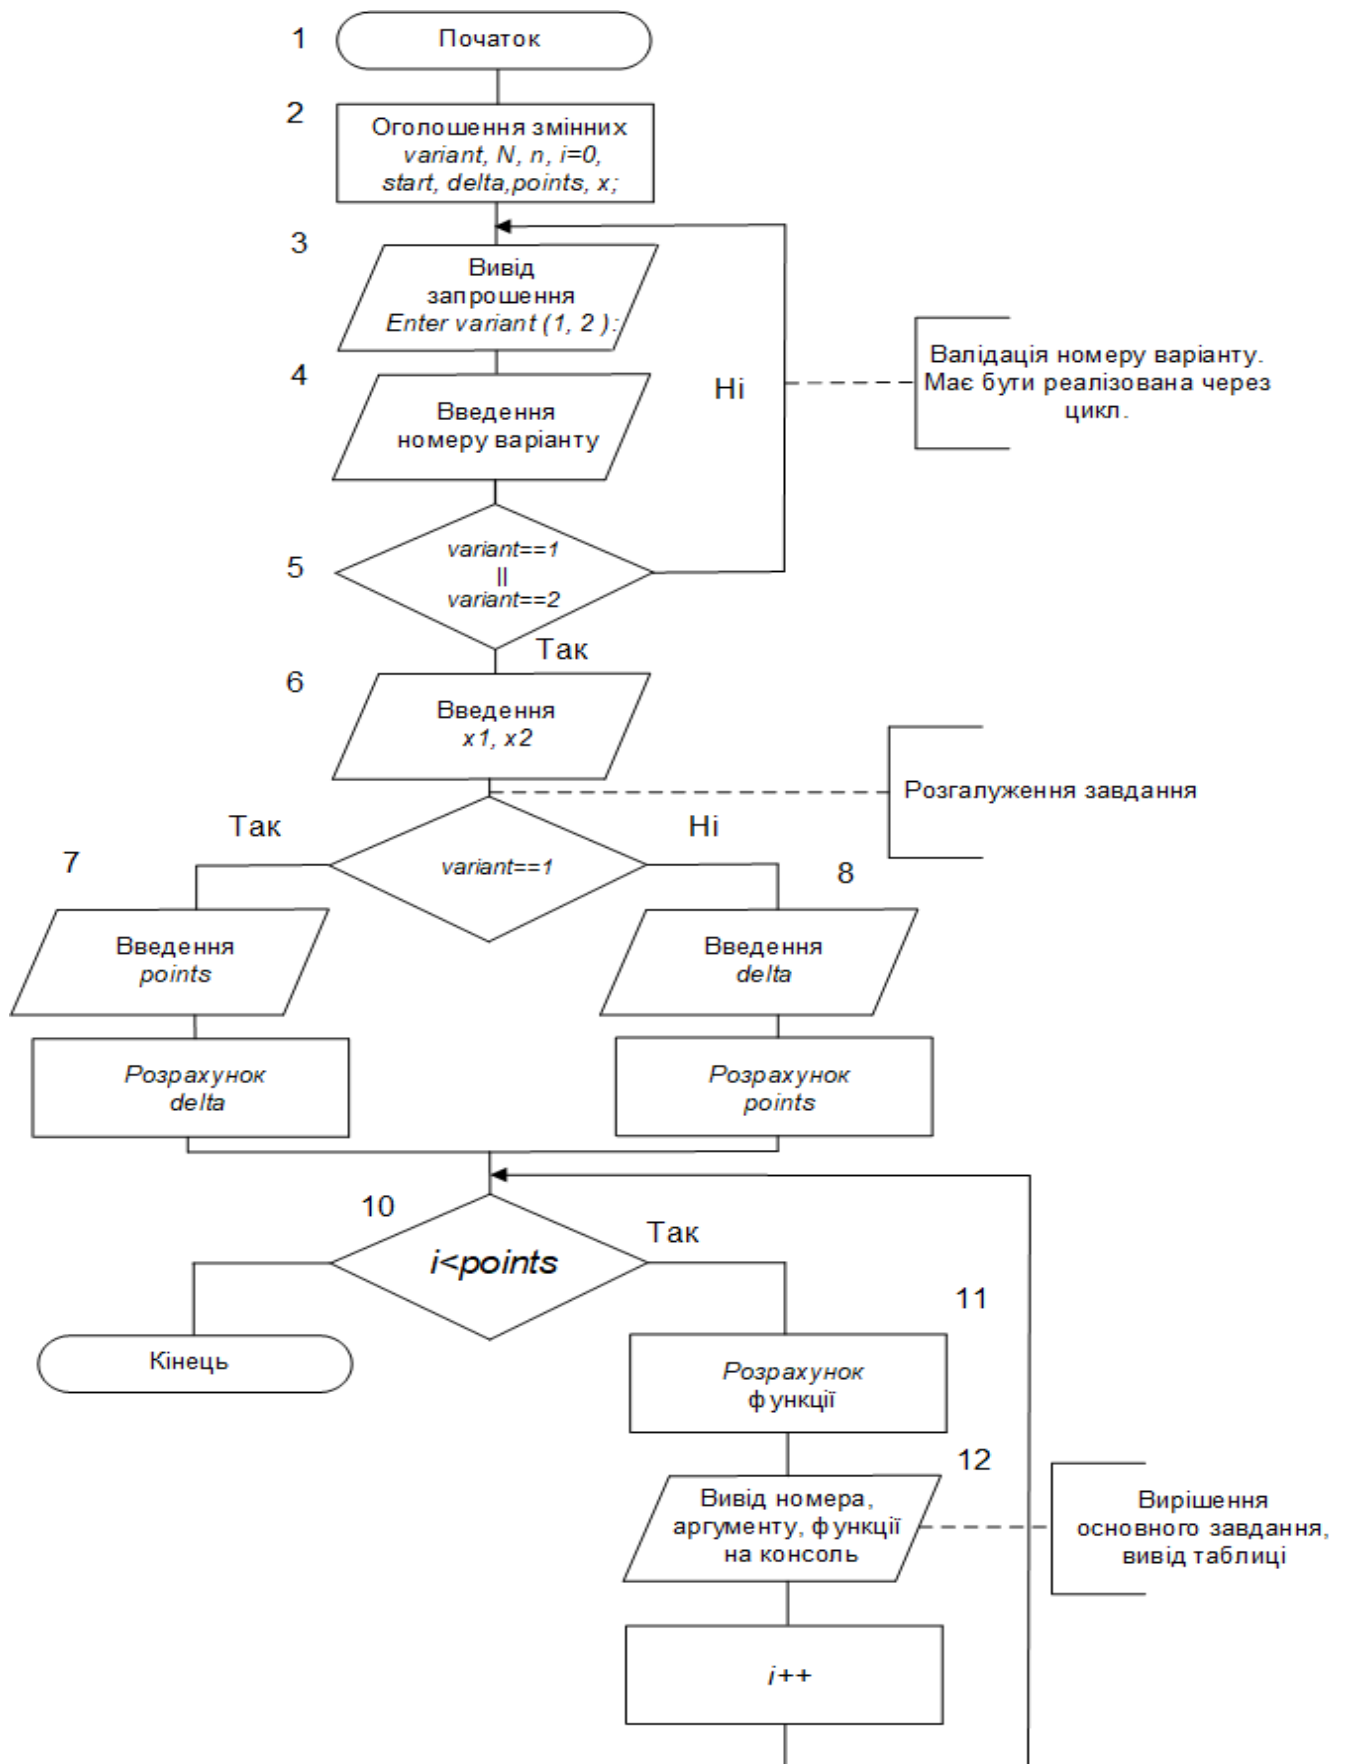 1
Початок
2
Оголошення змінних
variant, N, n, i=0,
start, delta,points, x;
3
Вивід
запрошення
Enter variant (1, 2 ):
4
Введення
номеру варіанту
Ні
Валідація номеру варіанту.
Має бути реалізована через
цикл.
5
variant==1
||
variant==2
Так
6
Введення
x1, x2
Розгалуження завдання
Так
Ні
variant==1
7
8
Введення
points
Введення
delta
Розрахунок
delta
Розрахунок
points
10
Так
i<points
11
Кінець
Розрахунок
функції
12
Вивід номера,
аргументу, функції
на консоль
Вирішення
основного завдання,
вивід таблиці
i++